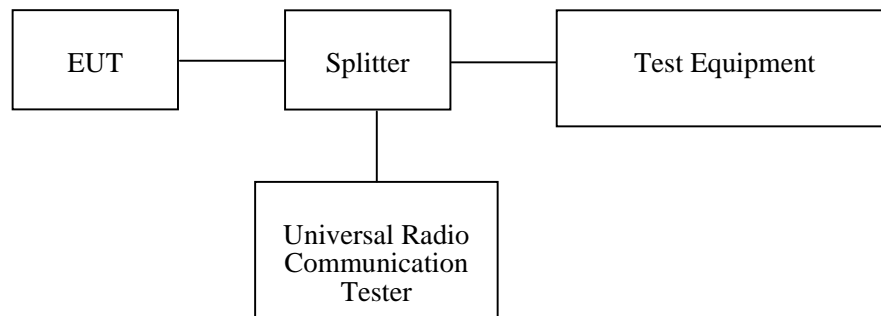 EUT
Splitter
Test Equipment
Universal Radio
Communication
Tester